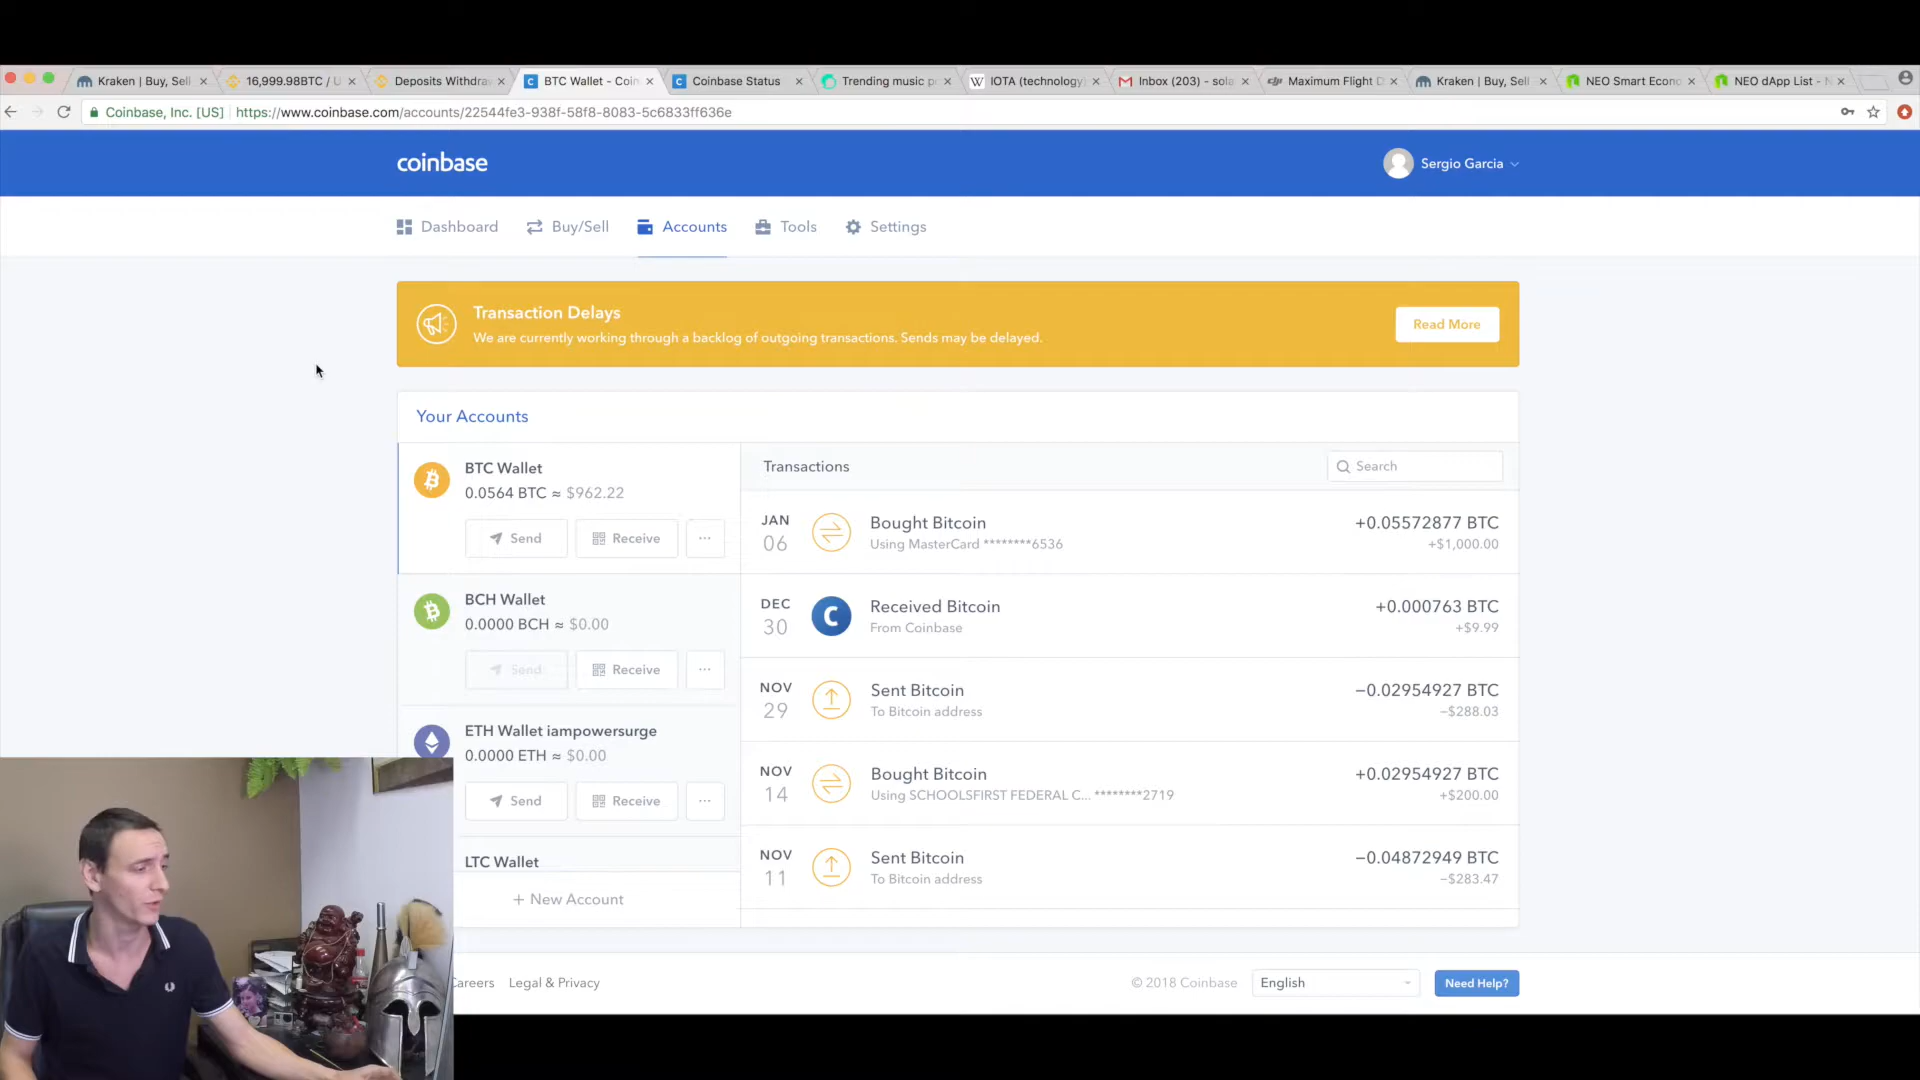 Kraken | Buy, Sell
16,999.98BTC / U
Deposits Withdra
BTC Wallet - Coin
Coinbase Status
Trending music p
IOTA (technology)
Inbox (203) - sola
Maximum Flight D
Kraken | Buy, Sell
NEO Smart Econo
NEO dApp List - N
Coinbase, Inc. [US] https://www.coinbase.com/accounts/22544fe3-938f-58f8-8083-5c6833ff636e
coinbase
Sergio Garcia
Dashboard
Buy/Sell
Accounts
Tools
Settings
Transaction Delays
We are currently working through a backlog of outgoing transactions. Sends may be delayed.
Read More
Your Accounts
BTC Wallet
0.0564 BTC ≈ $962.22
Send
Receive
...
BCH Wallet
0.0000 BCH ≈ $0.00
Send
Receive
...
ETH Wallet iampowersurge
0.0000 ETH ≈ $0.00
Send
Receive
...
LTC Wallet
+ New Account
Transactions
Search
JAN
06
Bought Bitcoin
Using MasterCard ********6536
+0.05572877 BTC
+$1,000.00
DEC
30
Received Bitcoin
From Coinbase
+0.000763 BTC
+$9.99
NOV
29
Sent Bitcoin
To Bitcoin address
−0.02954927 BTC
−$288.03
NOV
14
Bought Bitcoin
Using SCHOOLSFIRST FEDERAL C... ********2719
+0.02954927 BTC
+$200.00
NOV
11
Sent Bitcoin
To Bitcoin address
−0.04872949 BTC
−$283.47
Careers
Legal & Privacy
© 2018 Coinbase
English
Need Help?